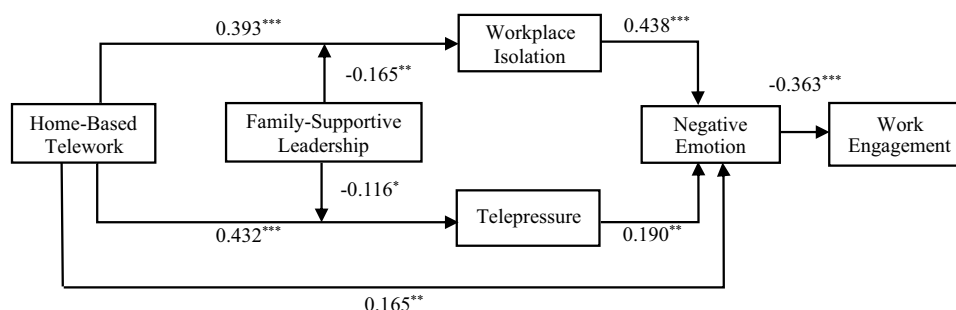 0.393***
Workplace
Isolation
0.438***
-0.165**
-0.363***
Home-Based
Telework
Family-Supportive
Leadership
Negative
Emotion
Work
Engagement
-0.116*
Telepressure
0.432***
0.190**
0.165**